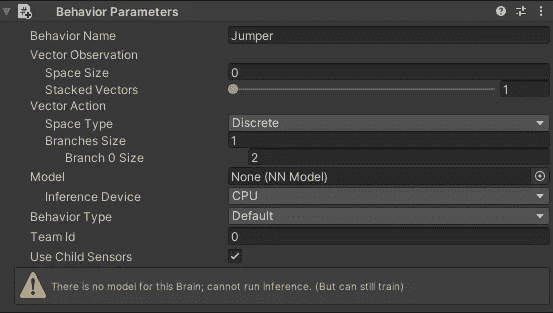 Behavior Parameters
Behavior Name Jumper
Vector Observation
Space Size 0
Stacked Vectors 1
Vector Action
Space Type Discrete
Branches Size 1
Branch 0 Size 2
Model None (NN Model)
Inference Device CPU
Behavior Type Default
Team Id 0
Use Child Sensors
There is no model for this Brain; cannot run inference. (But can still train)